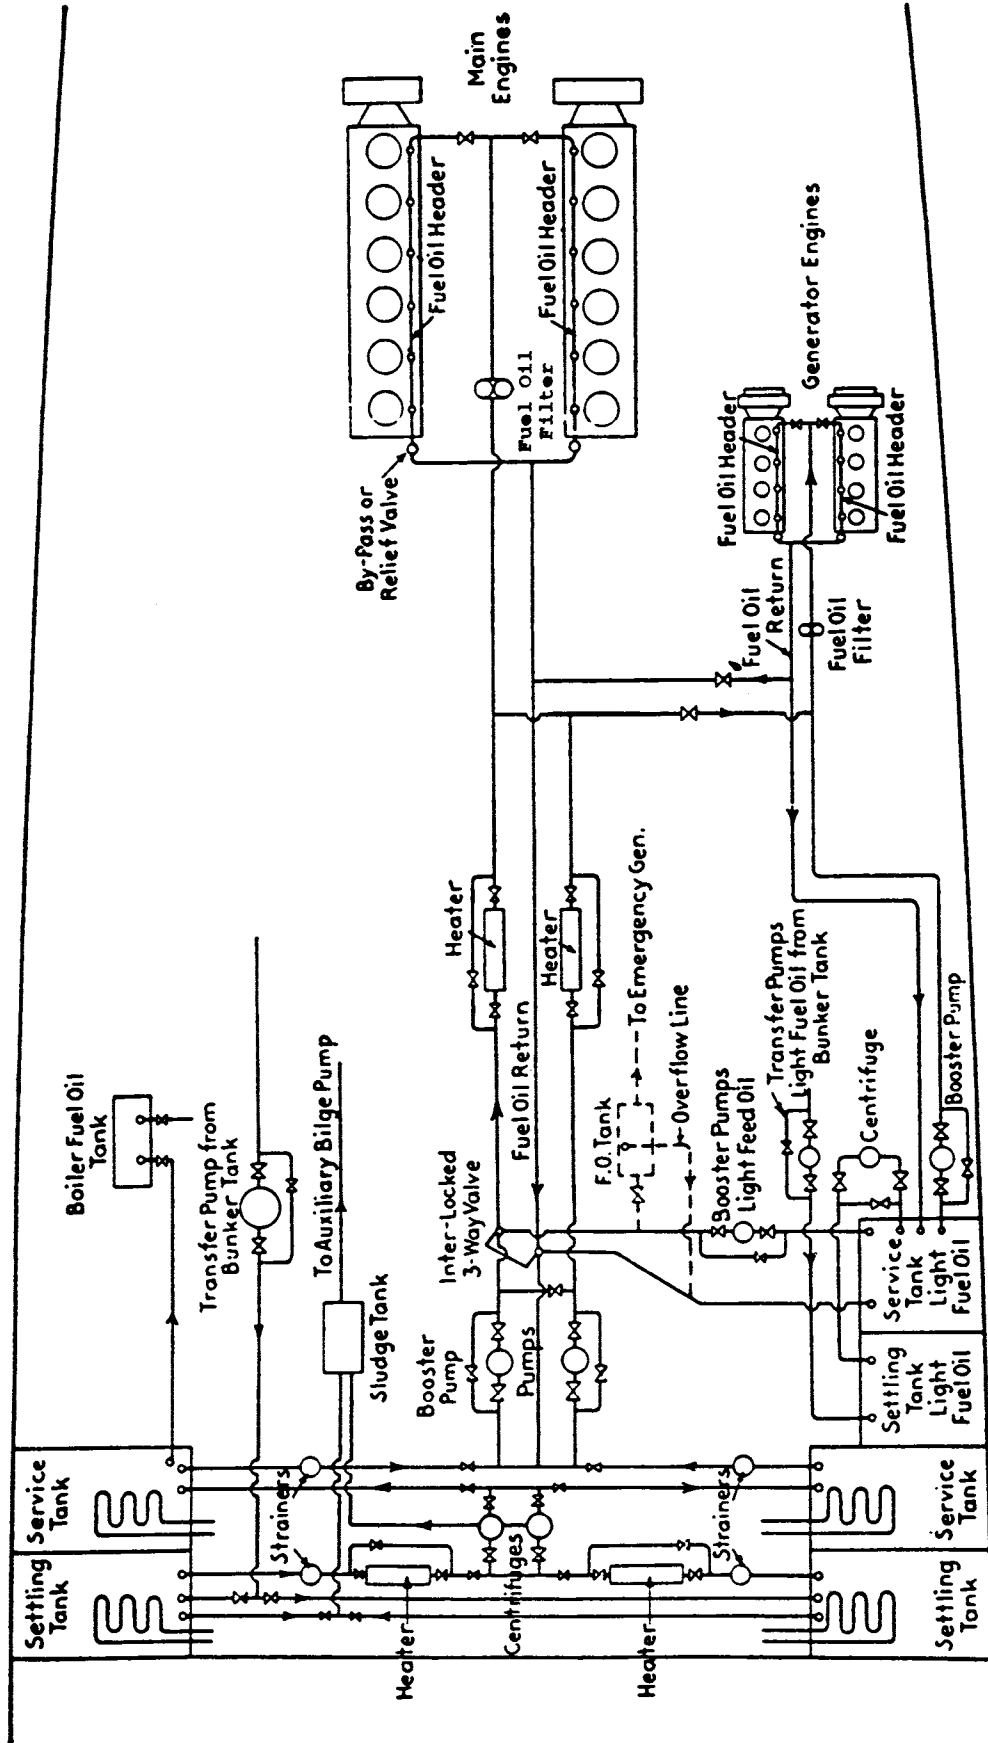 Main
Engines
Fuel Oil Header
Fuel Oil Header
Fuel Oil
Filter
By-Pass or
Relief Valve
Generator Engines
Fuel Oil Header
Fuel Oil Header
Fuel Oil
Return
Fuel Oil
Filter
Heater
Heater
Fuel Oil Return
To Emergency Gen.
Overflow Line
F.O. Tank
Transfer Pumps
Light Fuel Oil from
Bunker Tank
Centrifuge
Booster Pump
Booster Pumps
Light Feed Oil
Boiler Fuel Oil
Tank
Transfer Pump from
Bunker Tank
To Auxiliary Bilge Pump
Inter-Locked
3-Way Valve
Sludge Tank
Booster
Pump
Pumps
Service
Tank
Light
Fuel Oil
Settling
Tank
Light
Fuel Oil
Service
Tank
Settling
Tank
Strainers
Strainers
Centrifuges
Heater
Heater
Service
Tank
Settling
Tank